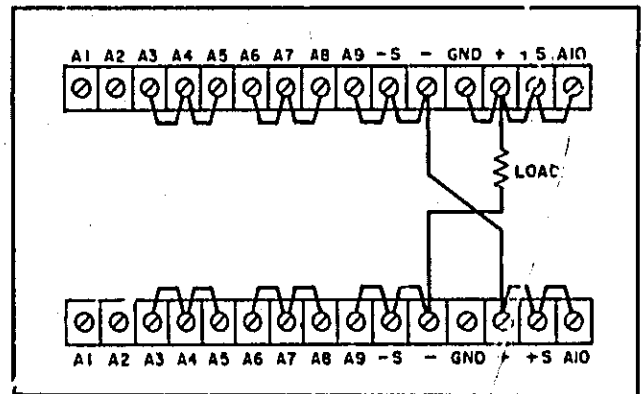 A1 A2 A3 A4 A5 A6 A7 A8 A9 -S - GND + + S A10
LOAD
A1 A2 A3 A4 A5 A6 A7 A8 A9 -S - GND + +S A10